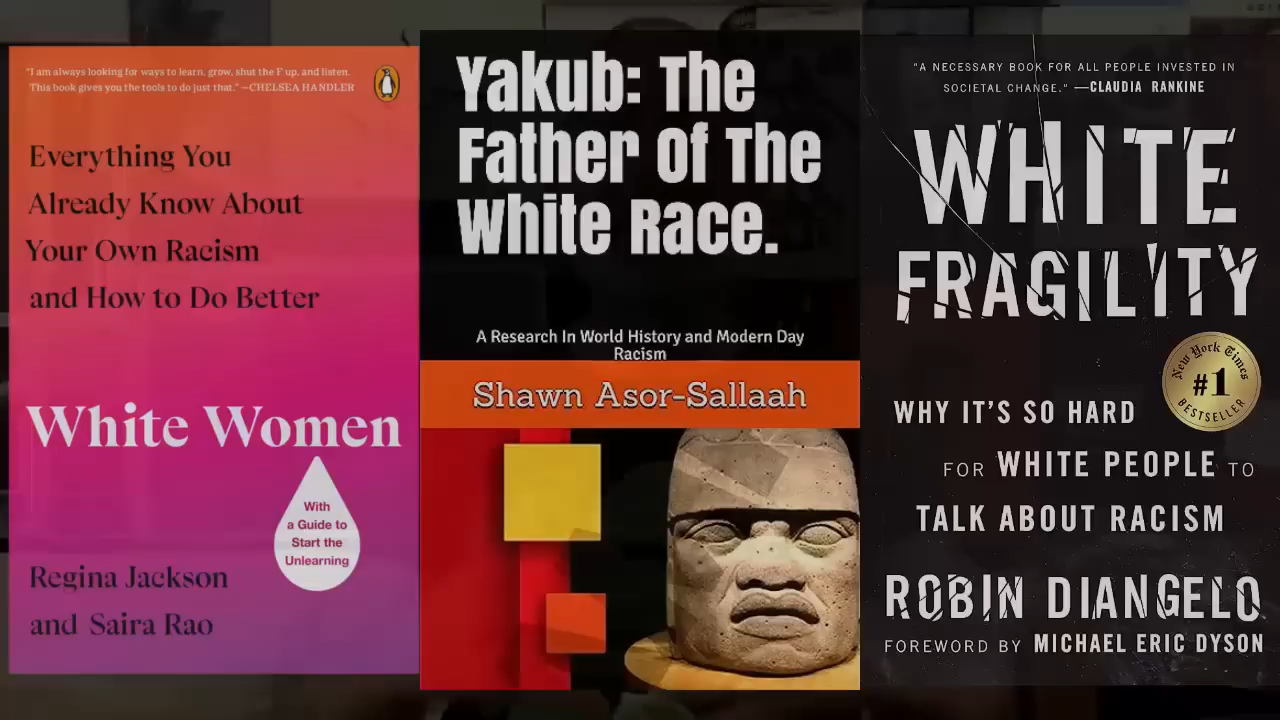 "I am always looking for ways to learn, grow, shut the F up, and listen.
This book gives you the tools to do just that." —CHELSEA HANDLER
Everything You
Already Know About
Your Own Racism
and How to Do Better
White Women
With
a Guide to
Start the
Unlearning
Regina Jackson
and Saira Rao
Yakub: The
Father Of The
White Race.
A Research In World History and Modern Day
Racism
Shawn Asor-Sallaah
"A NECESSARY BOOK FOR ALL PEOPLE INVESTED IN
SOCIETAL CHANGE." —CLAUDIA RANKINE
WHITE
FRAGILITY
New York Times
#1
BESTSELLER
WHY IT'S SO HARD
FOR WHITE PEOPLE TO
TALK ABOUT RACISM
ROBIN DIANGELO
FOREWORD BY MICHAEL ERIC DYSON